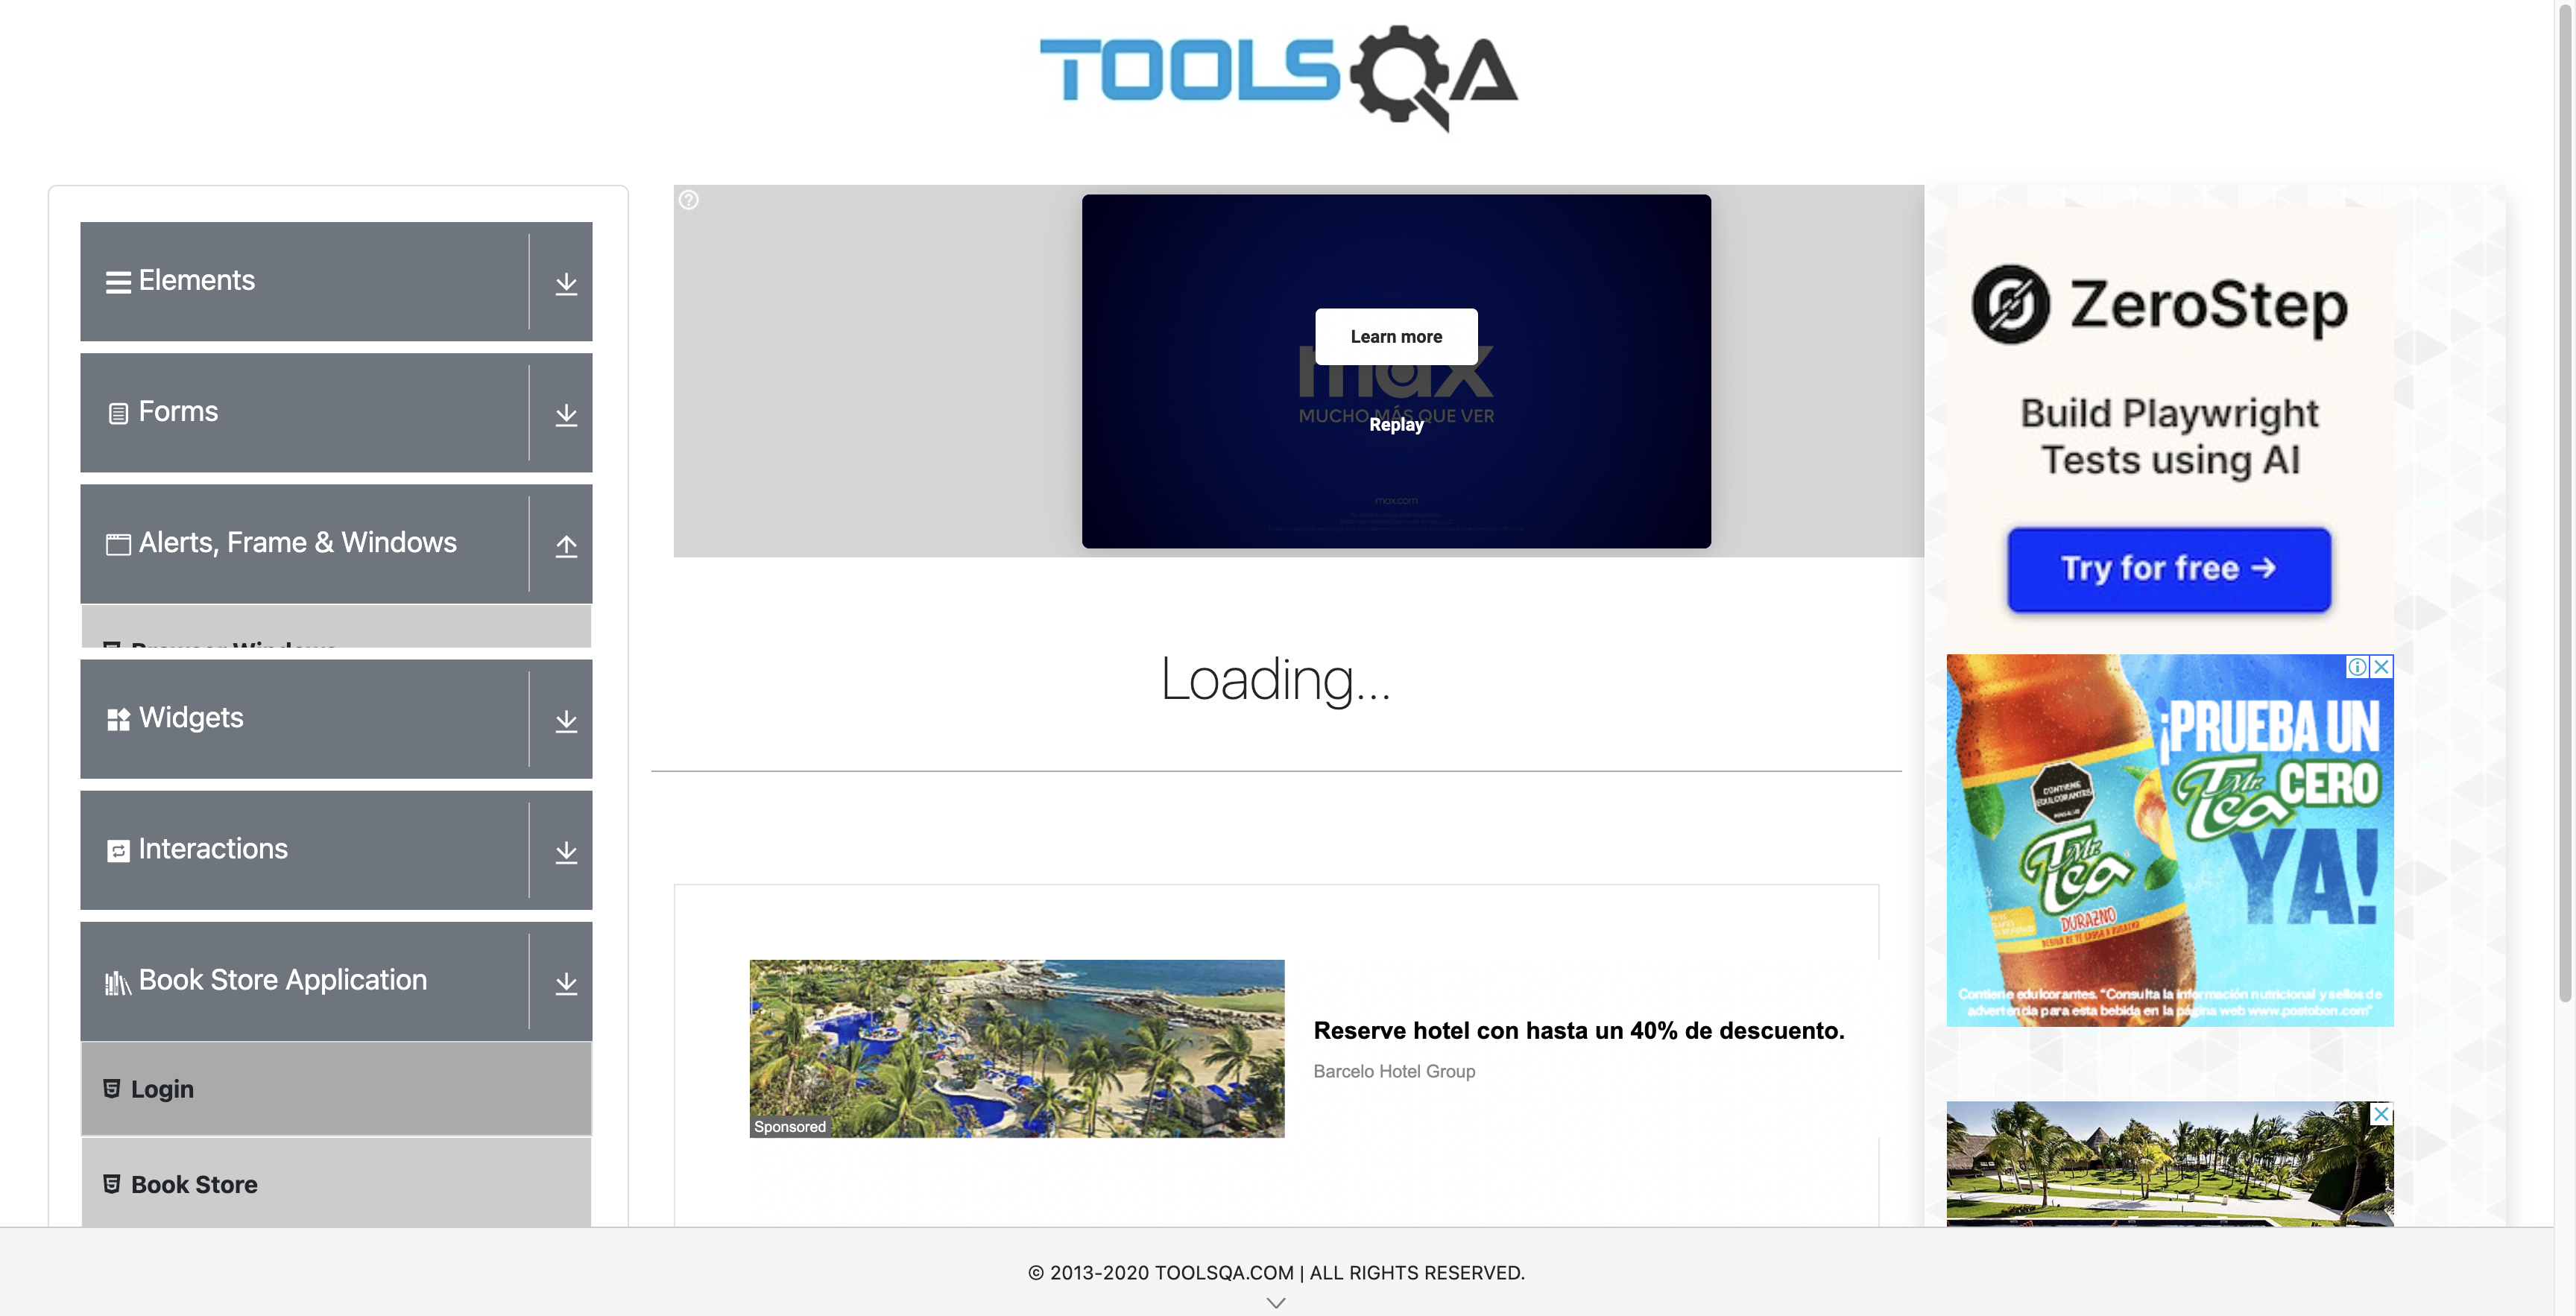 TOOLSQA
Elements
Forms
Alerts, Frame & Windows
Browser Windows
Widgets
Interactions
Book Store Application
Login
Book Store
Learn more
max
MUCHO MÁS QUE VER
Replay
max.com
Loading...
Sponsored
Reserve hotel con hasta un 40% de descuento.
Barcelo Hotel Group
ZeroStep
Build Playwright
Tests using AI
Try for free →
¡PRUEBA UN
Mr. Tea CERO
YA!
CONTIENE
EDULCORANTES
Mr. Tea
DURAZNO
Contiene edulcorantes. "Consulta la información nutricional y sellos de
advertencia para esta bebida en la página web www.postobon.com"
© 2013-2020 TOOLSQA.COM | ALL RIGHTS RESERVED.